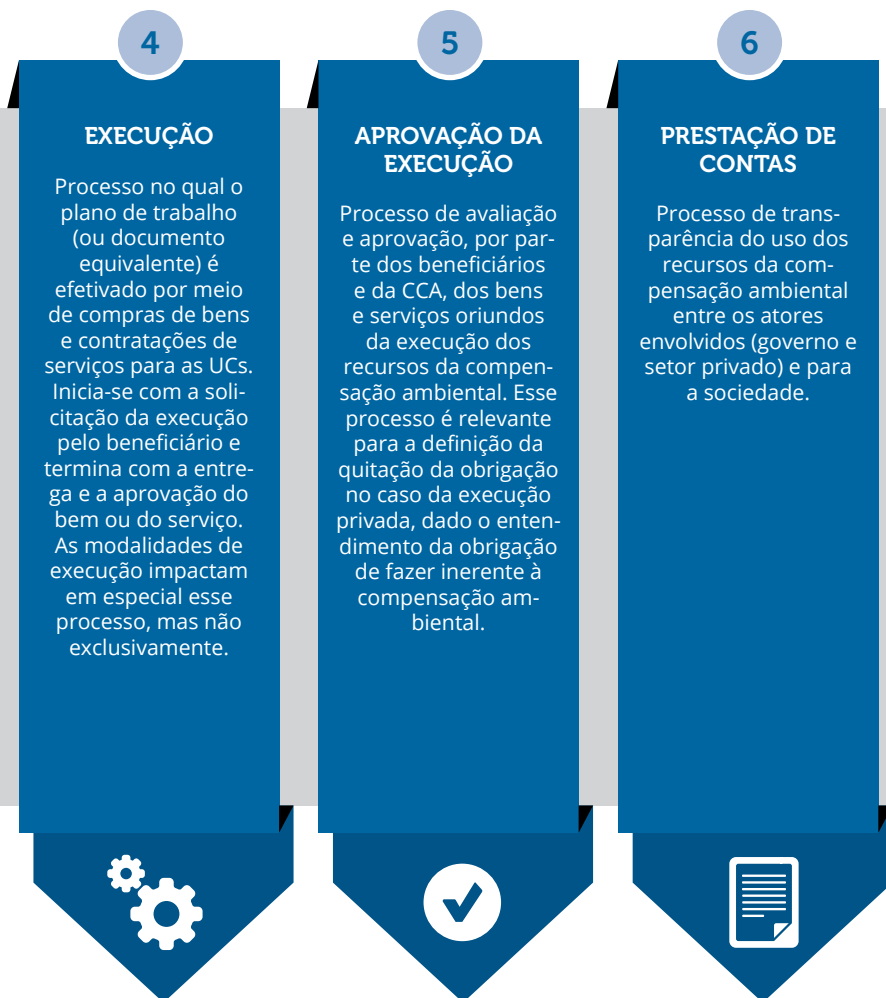 4
EXECUÇÃO
Processo no qual o
plano de trabalho
(ou documento
equivalente) é
efetivado por meio
de compras de bens
e contratações de
serviços para as UCs.
Inicia-se com a soli-
citação da execução
pelo beneficiário e
termina com a entre-
ga e a aprovação do
bem ou do serviço.
As modalidades de
execução impactam
em especial esse
processo, mas não
exclusivamente.
5
APROVAÇÃO DA
EXECUÇÃO
Processo de avaliação
e aprovação, por par-
te dos beneficiários
e da CCA, dos bens
e serviços oriundos
da execução dos
recursos da compen-
sação ambiental. Esse
processo é relevante
para a definição da
quitação da obrigação
no caso da execução
privada, dado o enten-
dimento da obrigação
de fazer inerente à
compensação am-
biental.
6
PRESTAÇÃO DE
CONTAS
Processo de trans-
parência do uso dos
recursos da com-
pensação ambiental
entre os atores
envolvidos (governo e
setor privado) e para
a sociedade.